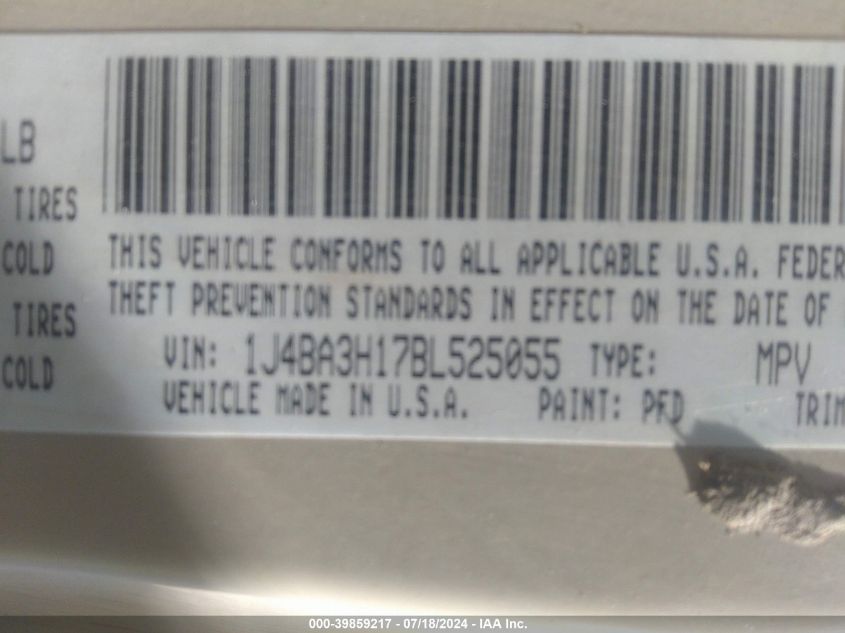 LB
TIRES
COLD
TIRES
COLD
THIS VEHICLE CONFORMS TO ALL APPLICABLE U.S.A. FEDER
THEFT PREVENTION STANDARDS IN EFFECT ON THE DATE OF
VIN: 1J4BA3H17BL525055 TYPE: MPV
VEHICLE MADE IN U.S.A. PAINT: PFD TRIM
000-39859217 - 07/18/2024 - IAA Inc.